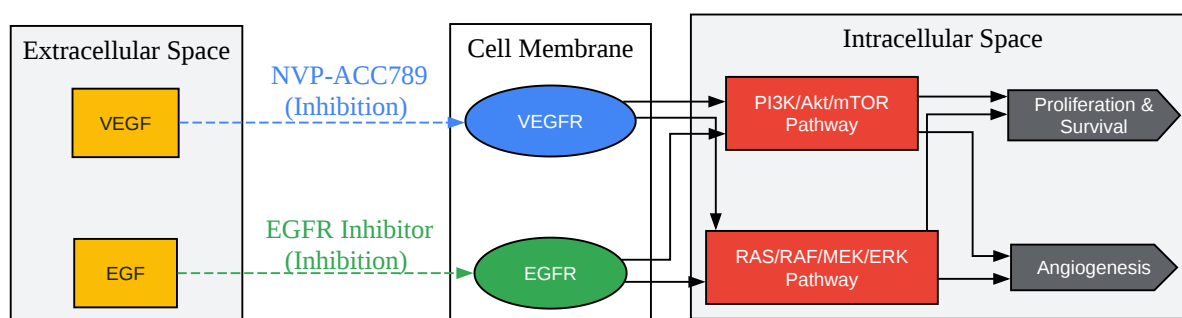 Extracellular Space
Cell Membrane
Intracellular Space
NVP-ACC789
(Inhibition)
VEGF
VEGFR
PI3K/Akt/mTOR
Pathway
Proliferation &
Survival
EGFR Inhibitor
(Inhibition)
EGF
EGFR
RAS/RAF/MEK/ERK
Pathway
Angiogenesis